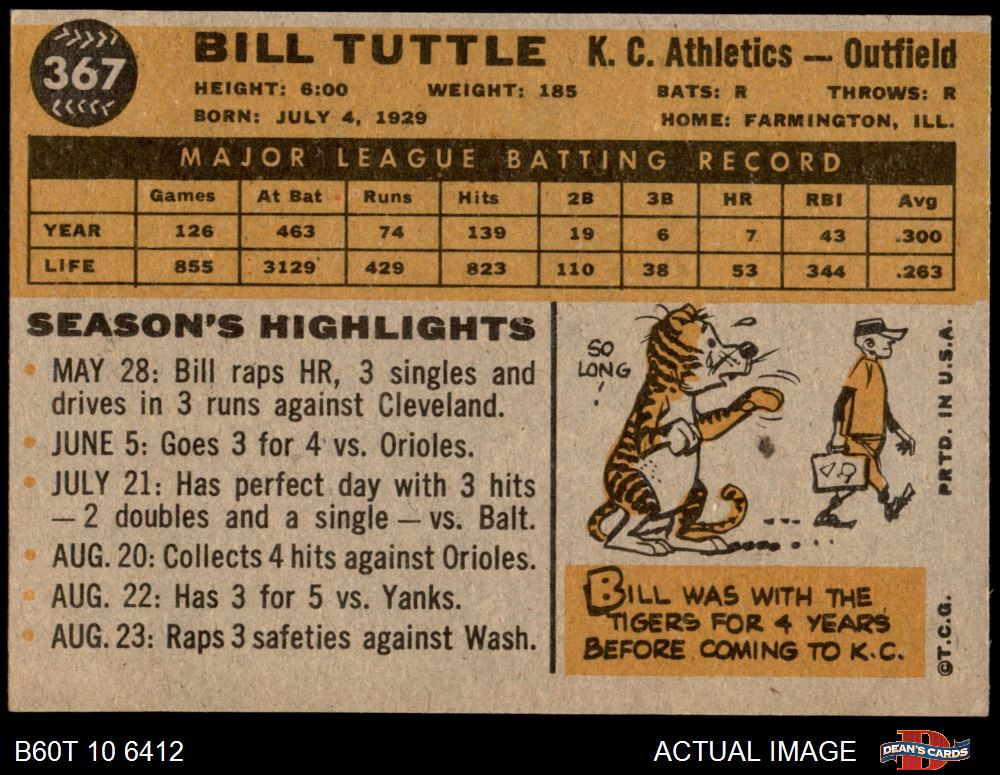 367
BILL TUTTLE K. C. Athletics — Outfield
HEIGHT: 6:00 WEIGHT: 185 BATS: R THROWS: R
BORN: JULY 4, 1929 HOME: FARMINGTON, ILL.
MAJOR LEAGUE BATTING RECORD
Games At Bat Runs Hits 2B 3B HR RBI Avg
YEAR 126 463 74 139 19 6 7 43 .300
LIFE 855 3129 429 823 110 38 53 344 .263
SEASON'S HIGHLIGHTS
• MAY 28: Bill raps HR, 3 singles and
drives in 3 runs against Cleveland.
• JUNE 5: Goes 3 for 4 vs. Orioles.
• JULY 21: Has perfect day with 3 hits
— 2 doubles and a single — vs. Balt.
• AUG. 20: Collects 4 hits against Orioles.
• AUG. 22: Has 3 for 5 vs. Yanks.
• AUG. 23: Raps 3 safeties against Wash.
SO
LONG
!
BILL WAS WITH THE
TIGERS FOR 4 YEARS
BEFORE COMING TO K.C.
PRTD. IN U.S.A.
©T.C.G.
B60T 10 6412
ACTUAL IMAGE
DEAN'S CARDS